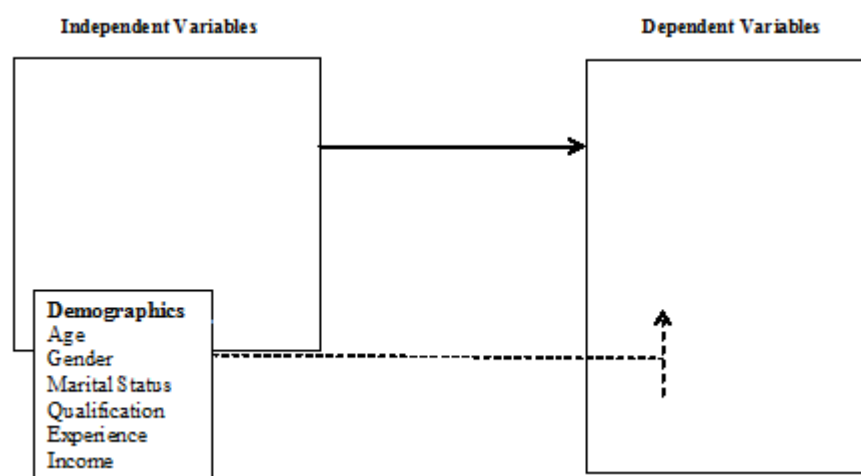 Independent Variables
Dependent Variables
Demographics
Age
Gender
Marital Status
Qualification
Experience
Income